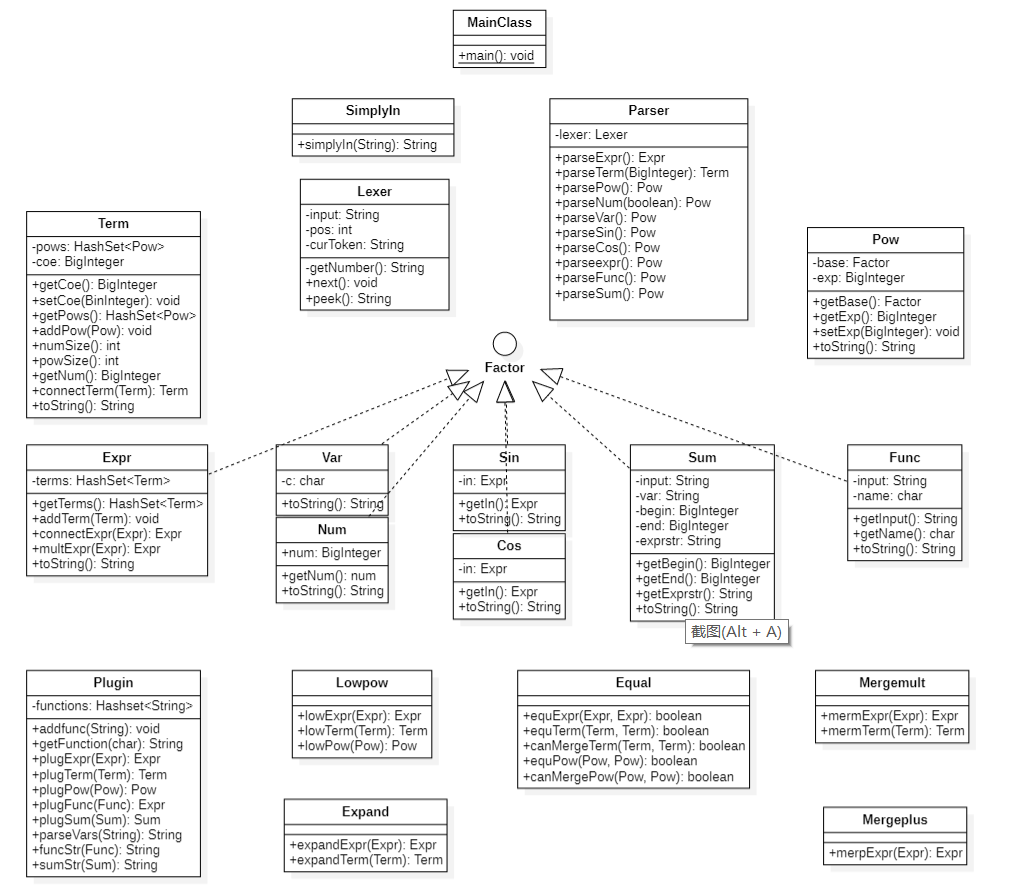 MainClass
+main(): void
SimplyIn
+simplyIn(String): String
Parser
-lexer: Lexer
+parseExpr(): Expr
+parseTerm(BigInteger): Term
+parsePow(): Pow
+parseNum(boolean): Pow
+parseVar(): Pow
+parseSin(): Pow
+parseCos(): Pow
+parseexpr(): Pow
+parseFunc(): Pow
+parseSum(): Pow
Lexer
-input: String
-pos: int
-curToken: String
-getNumber(): String
+next(): void
+peek(): String
Term
-pows: HashSet<Pow>
-coe: BigInteger
+getCoe(): BigInteger
+setCoe(BinInteger): void
+getPows(): HashSet<Pow>
+addPow(Pow): void
+numSize(): int
+powSize(): int
+getNum(): BigInteger
+connectTerm(Term): Term
+toString(): String
Pow
-base: Factor
-exp: BigInteger
+getBase(): Factor
+getExp(): BigInteger
+setExp(BigInteger): void
+toString(): String
Factor
Expr
-terms: HashSet<Term>
+getTerms(): HashSet<Term>
+addTerm(Term): void
+connectExpr(Expr): Expr
+multExpr(Expr): Expr
+toString(): String
Var
-c: char
+toString(): String
Num
+num: BigInteger
+getNum(): num
+toString(): String
Sin
-in: Expr
+getIn(): Expr
+toString(): String
Cos
-in: Expr
+getIn(): Expr
+toString(): String
Sum
-input: String
-var: String
-begin: BigInteger
-end: BigInteger
-exprstr: String
+getBegin(): BigInteger
+getEnd(): BigInteger
+getExprstr(): String
+toString(): String
截图(Alt + A)
Func
-input: String
-name: char
+getInput(): String
+getName(): char
+toString(): String
Plugin
-functions: Hashset<String>
+addfunc(String): void
+getFunction(char): String
+plugExpr(Expr): Expr
+plugTerm(Term): Term
+plugPow(Pow): Pow
+plugFunc(Func): Expr
+plugSum(Sum): Sum
+parseVars(String): String
+funcStr(Func): String
+sumStr(Sum): String
Lowpow
+lowExpr(Expr): Expr
+lowTerm(Term): Term
+lowPow(Pow): Pow
Expand
+expandExpr(Expr): Expr
+expandTerm(Term): Term
Equal
+equExpr(Expr, Expr): boolean
+equTerm(Term, Term): boolean
+canMergeTerm(Term, Term): boolean
+equPow(Pow, Pow): boolean
+canMergePow(Pow, Pow): boolean
Mergemult
+mermExpr(Expr): Expr
+mermTerm(Term): Term
Mergeplus
+merpExpr(Expr): Expr